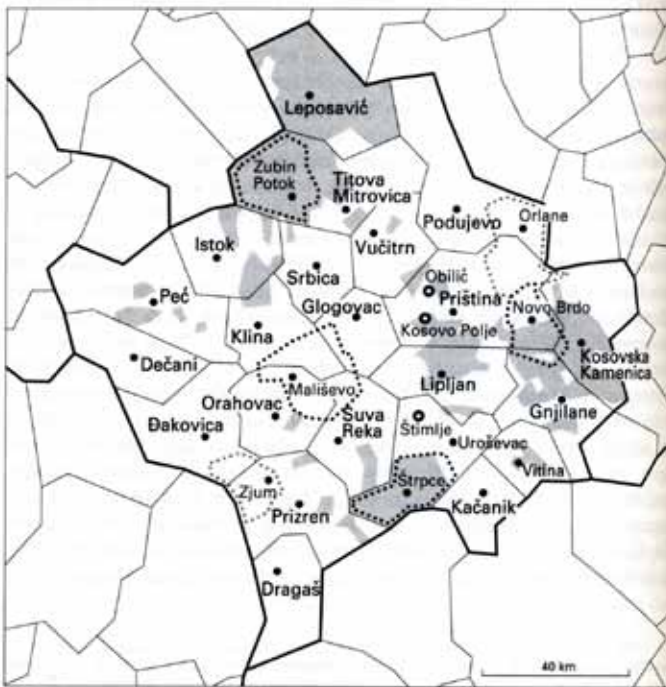 Leposavić
Zubin
Potok
Titova
Mitrovica
Podujevo
Orlane
Istok
Vučitrn
Srbica
Obilić
Peć
Priština
Novo Brdo
Glogovac
Kosovo Polje
Klina
Kosovska
Kamenica
Dečani
Mališevo
Lipljan
Orahovac
Gnjilane
Đakovica
Suva
Reka
Štimlje
Uroševac
Vitina
Zjum
Štrpce
Prizren
Kačanik
Dragaš
40 km